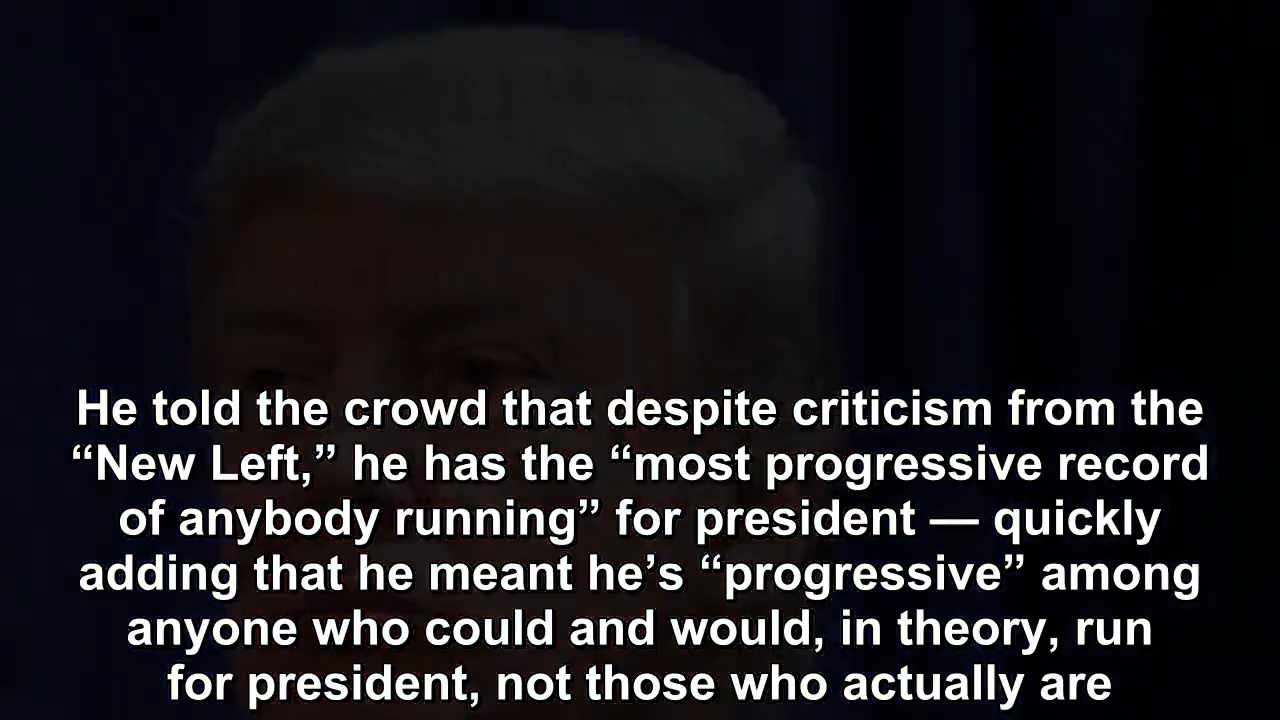 He told the crowd that despite criticism from the
“New Left,” he has the “most progressive record
of anybody running” for president — quickly
adding that he meant he’s “progressive” among
anyone who could and would, in theory, run
for president, not those who actually are